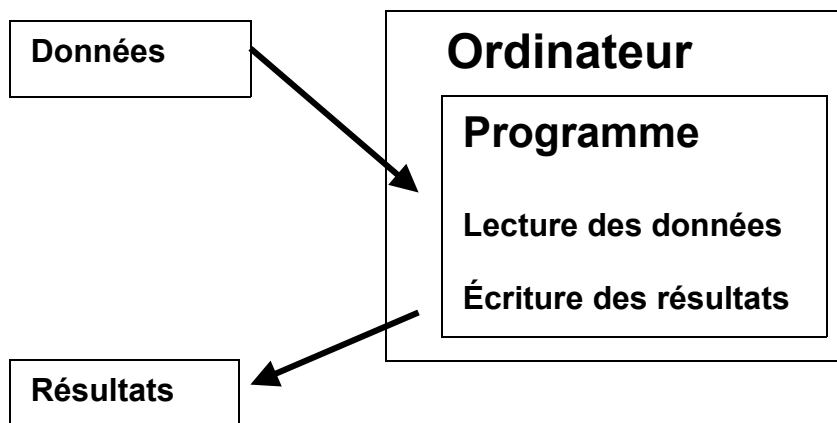 Données
Ordinateur
Programme
Lecture des données
Écriture des résultats
Résultats